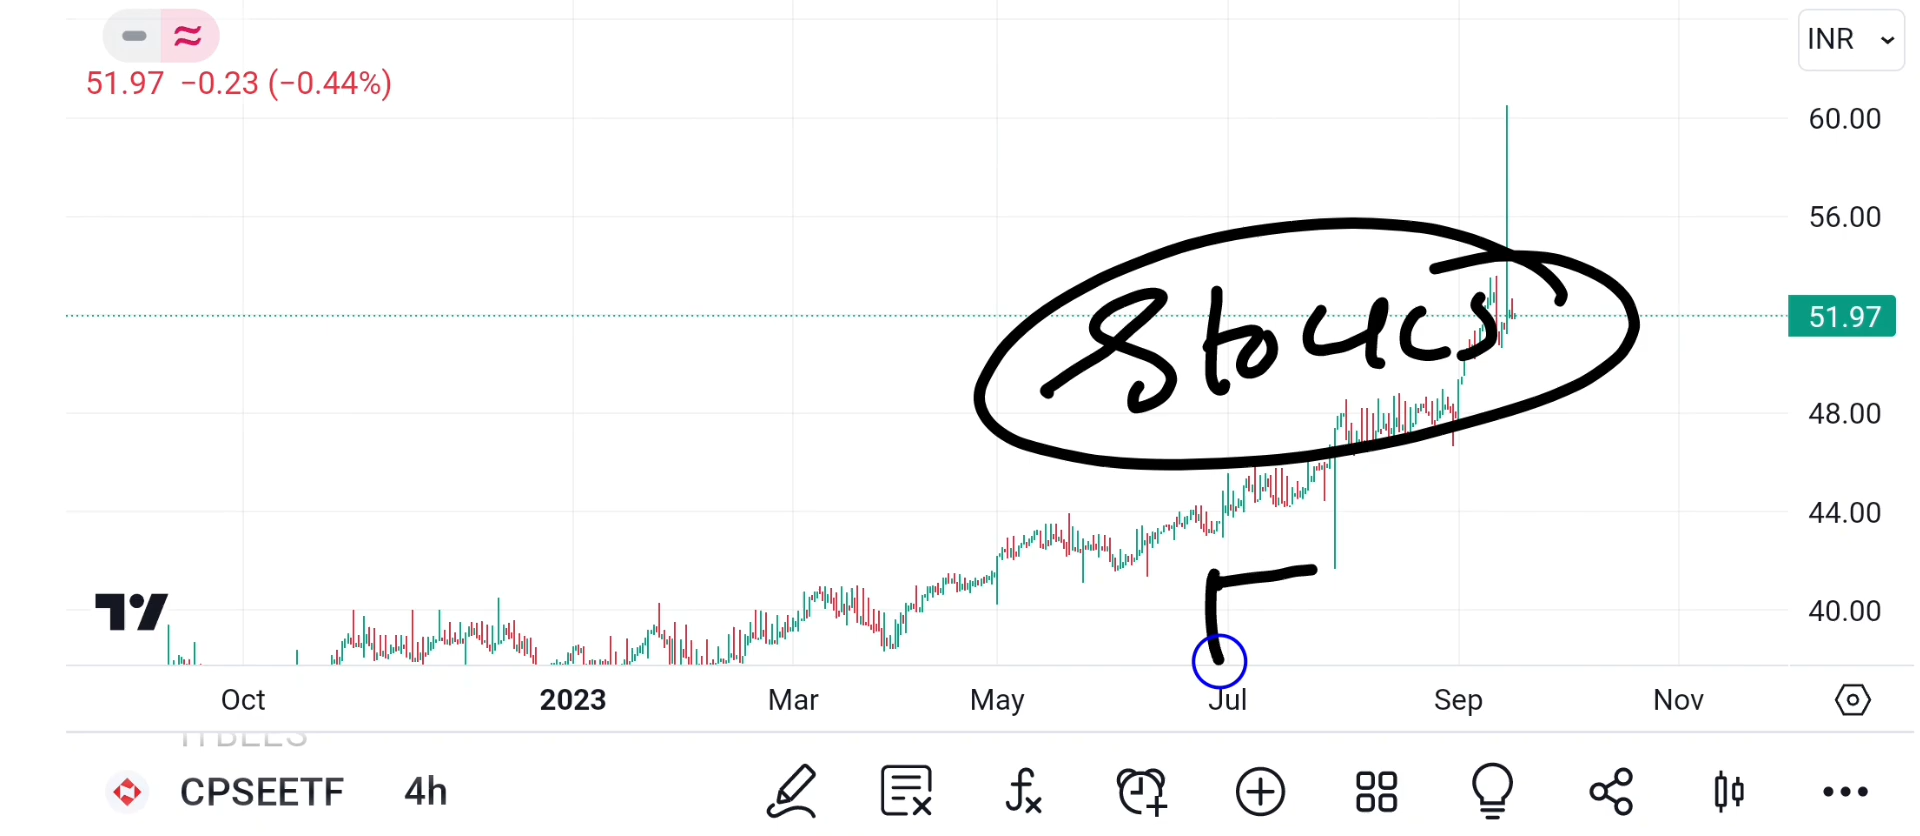 INR
51.97 −0.23 (−0.44%)
60.00
56.00
51.97
48.00
44.00
40.00
Stocks
Oct 2023 Mar May Jul Sep Nov
ITBEES
CPSEETF 4h